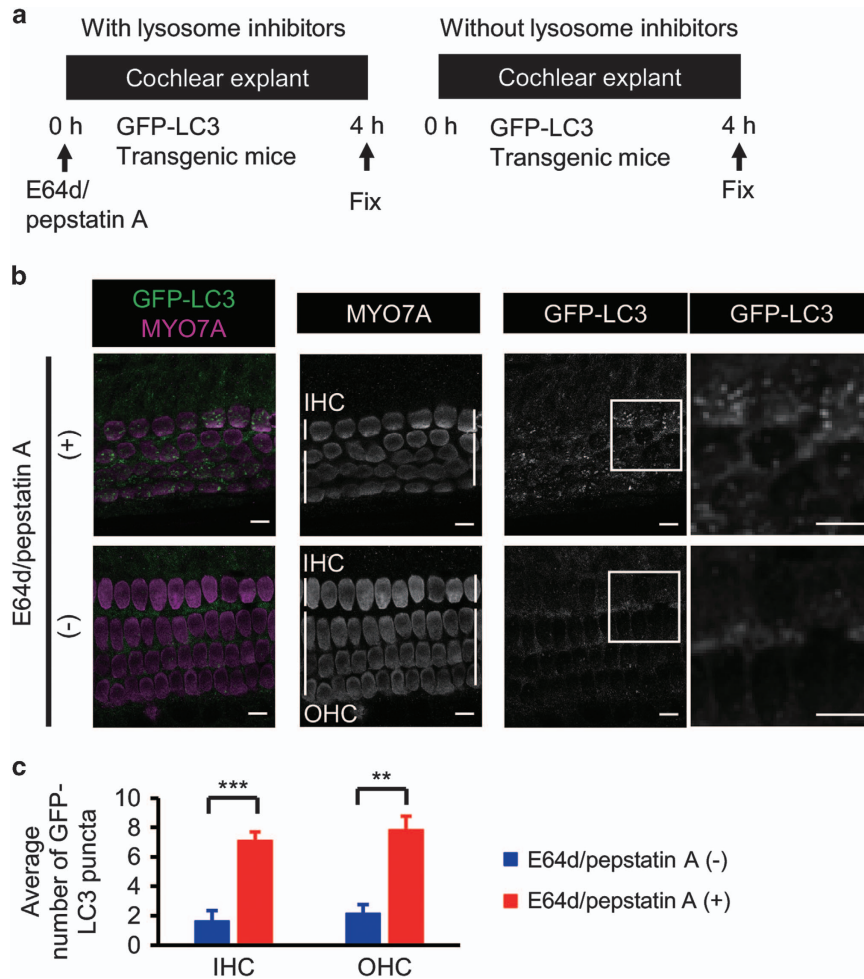 a
With lysosome inhibitors
Without lysosome inhibitors
Cochlear explant
Cochlear explant
0 h GFP-LC3 4 h
Transgenic mice
E64d/
pepstatin A
Fix
0 h GFP-LC3 4 h
Transgenic mice
Fix
b
GFP-LC3
MYO7A
MYO7A
GFP-LC3
GFP-LC3
E64d/pepstatin A
(+)
IHC
(-)
IHC
OHC
c
Average
number of GFP-
LC3 puncta
10
8
6
4
2
0
***
**
IHC
OHC
E64d/pepstatin A (-)
E64d/pepstatin A (+)